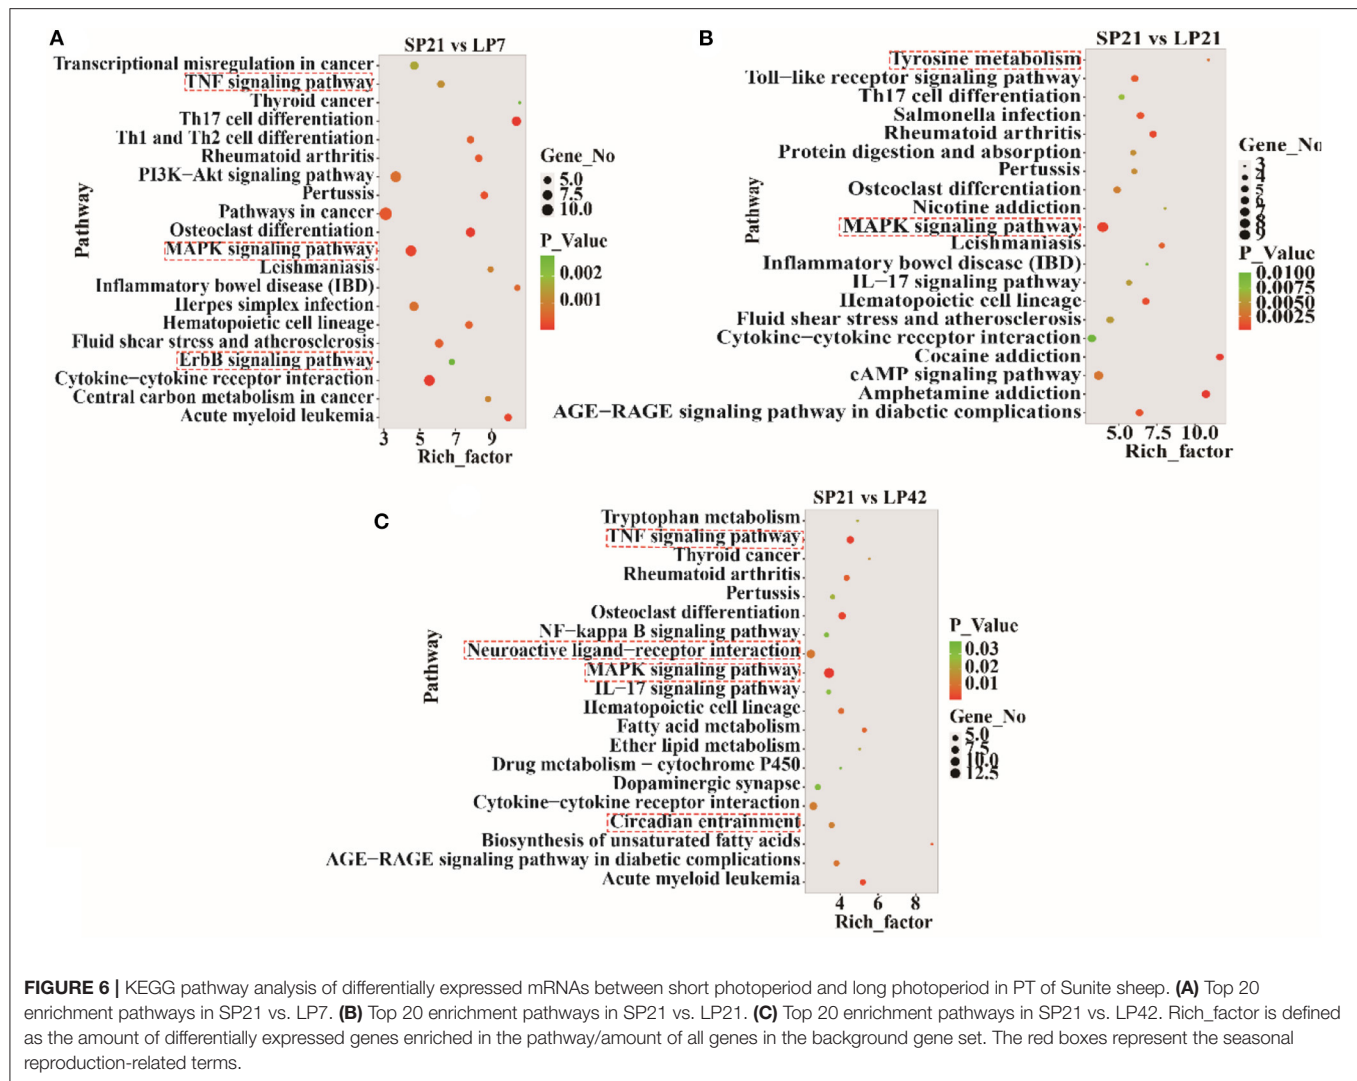 A
SP21 vs LP7
Transcriptional misregulation in cancer
TNF signaling pathway
Thyroid cancer
Th17 cell differentiation
Th1 and Th2 cell differentiation
Rheumatoid arthritis
PI3K−Akt signaling pathway
Pertussis
Pathways in cancer
Osteoclast differentiation
MAPK signaling pathway
Leishmaniasis
Inflammatory bowel disease (IBD)
Herpes simplex infection
Hematopoietic cell lineage
Fluid shear stress and atherosclerosis
ErbB signaling pathway
Cytokine−cytokine receptor interaction
Central carbon metabolism in cancer
Acute myeloid leukemia
Pathway
3 5 7 9
Rich_factor
Gene_No
5.0
7.5
10.0
P_Value
0.002
0.001
B
SP21 vs LP21
Tyrosine metabolism
Toll−like receptor signaling pathway
Th17 cell differentiation
Salmonella infection
Rheumatoid arthritis
Protein digestion and absorption
Pertussis
Osteoclast differentiation
Nicotine addiction
MAPK signaling pathway
Leishmaniasis
Inflammatory bowel disease (IBD)
IL−17 signaling pathway
Hematopoietic cell lineage
Fluid shear stress and atherosclerosis
Cytokine−cytokine receptor interaction
Cocaine addiction
cAMP signaling pathway
Amphetamine addiction
AGE−RAGE signaling pathway in diabetic complications
Pathway
5.0 7.5 10.0
Rich_factor
Gene_No
3
4
5
6
7
8
9
P_Value
0.0100
0.0075
0.0050
0.0025
C
SP21 vs LP42
Tryptophan metabolism
TNF signaling pathway
Thyroid cancer
Rheumatoid arthritis
Pertussis
Osteoclast differentiation
NF−kappa B signaling pathway
Neuroactive ligand−receptor interaction
MAPK signaling pathway
IL−17 signaling pathway
Hematopoietic cell lineage
Fatty acid metabolism
Ether lipid metabolism
Drug metabolism − cytochrome P450
Dopaminergic synapse
Cytokine−cytokine receptor interaction
Circadian entrainment
Biosynthesis of unsaturated fatty acids
AGE−RAGE signaling pathway in diabetic complications
Acute myeloid leukemia
Pathway
4 6 8
Rich_factor
P_Value
0.03
0.02
0.01
Gene_No
5.0
7.5
10.0
12.5
FIGURE 6 | KEGG pathway analysis of differentially expressed mRNAs between short photoperiod and long photoperiod in PT of Sunite sheep. (A) Top 20
enrichment pathways in SP21 vs. LP7. (B) Top 20 enrichment pathways in SP21 vs. LP21. (C) Top 20 enrichment pathways in SP21 vs. LP42. Rich_factor is defined
as the amount of differentially expressed genes enriched in the pathway/amount of all genes in the background gene set. The red boxes represent the seasonal
reproduction-related terms.